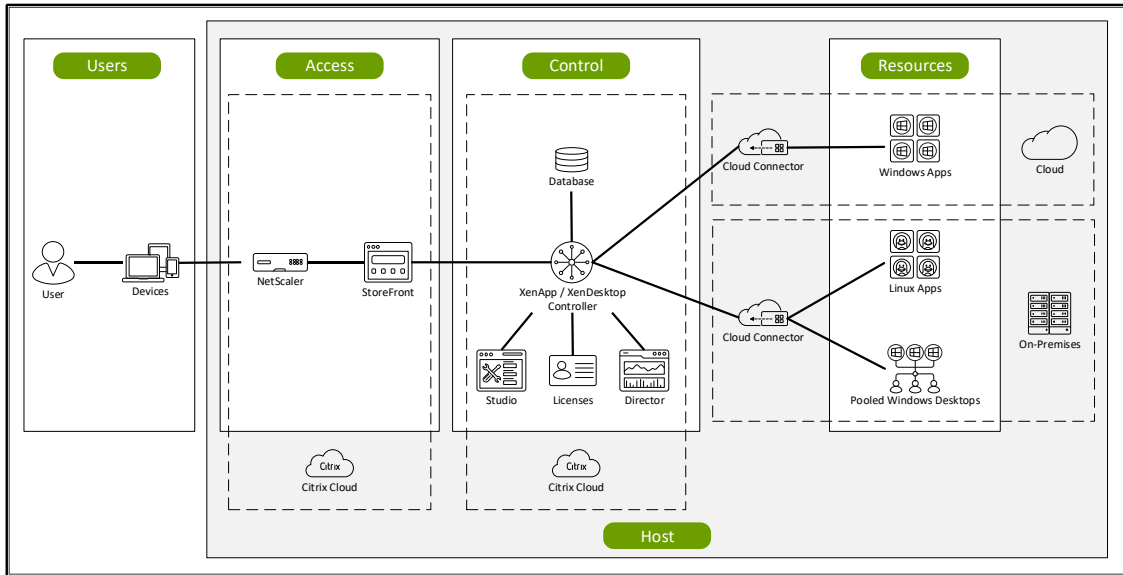 Users
Access
Control
Resources
Database
Cloud Connector
Windows Apps
Cloud
User
Devices
NetScaler
8888
StoreFront
XenApp / XenDesktop
Controller
Linux Apps
Cloud Connector
On-Premises
Studio
Licenses
Director
Pooled Windows Desktops
Citrix
Citrix Cloud
Citrix
Citrix Cloud
Host